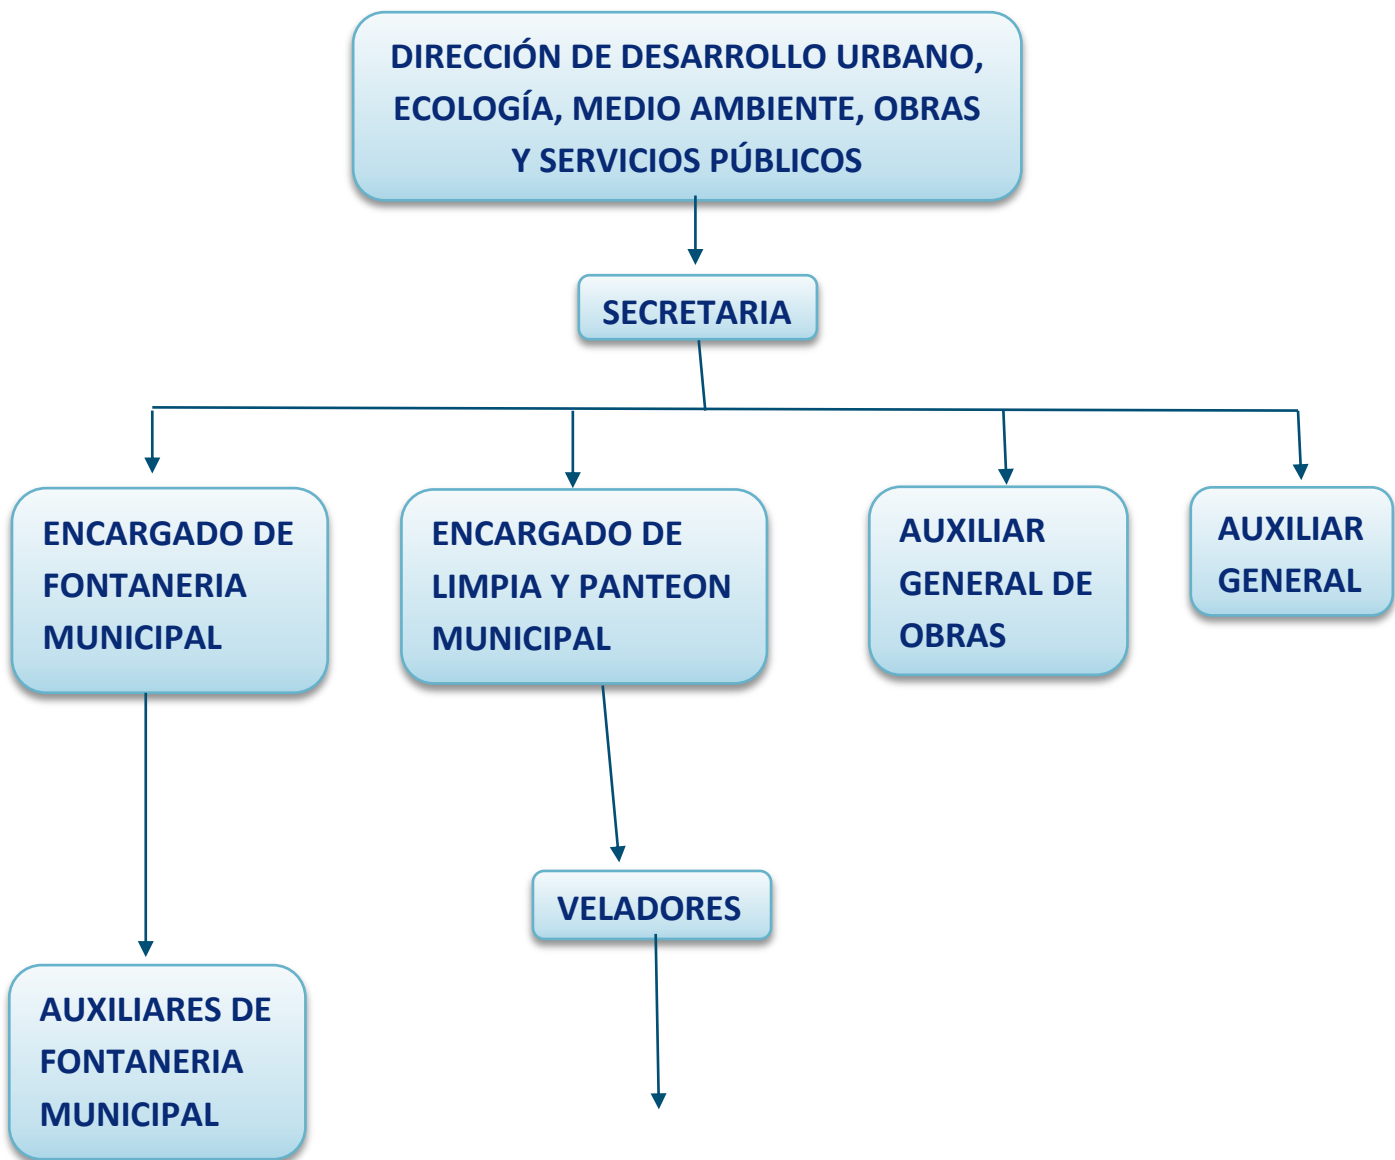 DIRECCIÓN DE DESARROLLO URBANO,
ECOLOGÍA, MEDIO AMBIENTE, OBRAS
Y SERVICIOS PÚBLICOS
SECRETARIA
ENCARGADO DE
FONTANERIA
MUNICIPAL
ENCARGADO DE
LIMPIA Y PANTEON
MUNICIPAL
AUXILIAR
GENERAL DE
OBRAS
AUXILIAR
GENERAL
VELADORES
AUXILIARES DE
FONTANERIA
MUNICIPAL